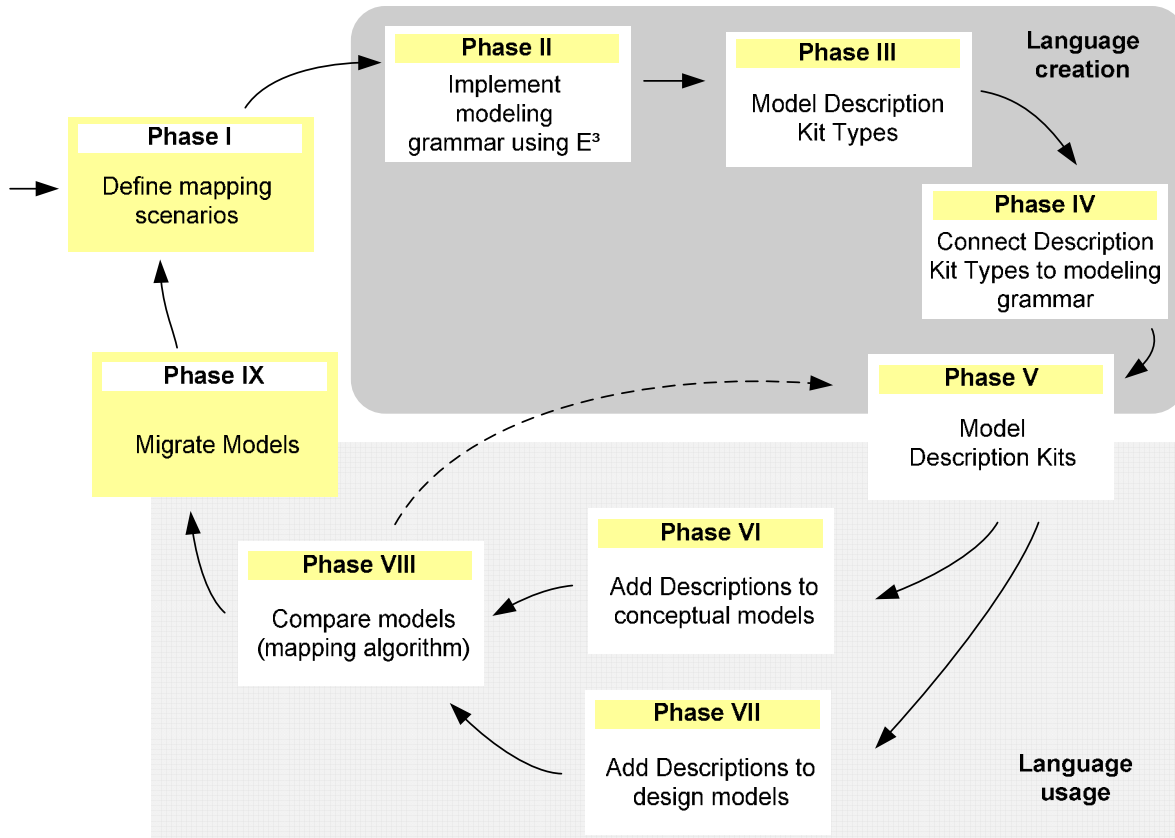 Phase I
Define mapping
scenarios
Phase II
Implement
modeling
grammar using E³
Phase III
Model Description
Kit Types
Language
creation
Phase IV
Connect Description
Kit Types to modeling
grammar
Phase V
Model
Description Kits
Phase VI
Add Descriptions to
conceptual models
Phase VII
Add Descriptions to
design models
Phase VIII
Compare models
(mapping algorithm)
Phase IX
Migrate Models
Language
usage